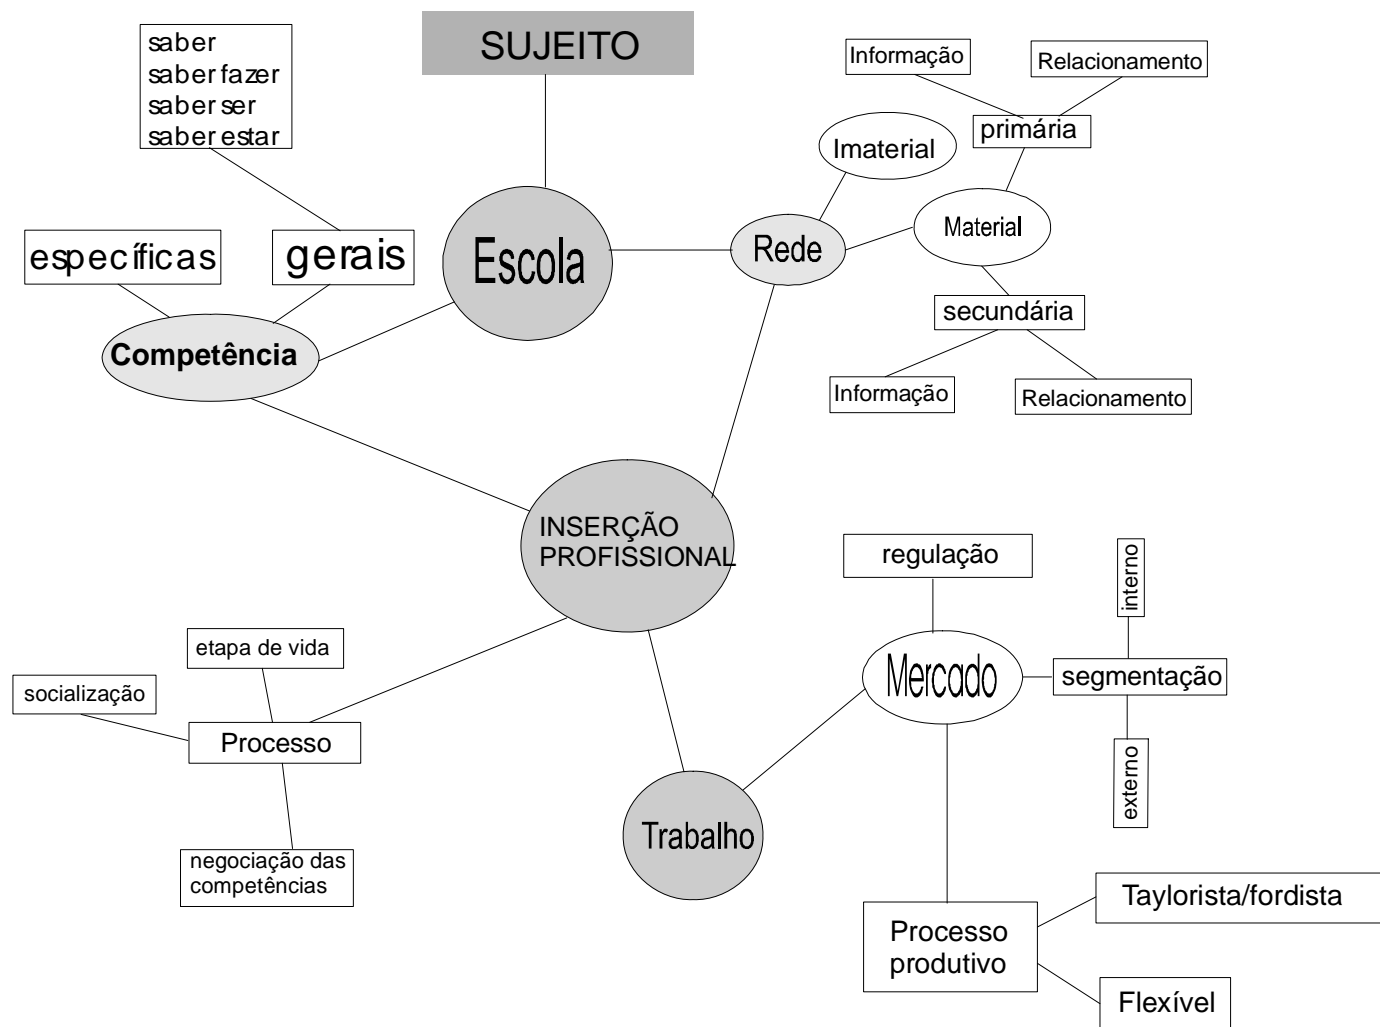 SUJEITO
saber
saber fazer
saber ser
saber estar
Informação
Relacionamento
primária
Imaterial
Material
específicas
gerais
Escola
Rede
secundária
Competência
Informação
Relacionamento
INSERÇÃO
PROFISSIONAL
regulação
interno
etapa de vida
socialização
Mercado
segmentação
Processo
externo
Trabalho
negociação das
competências
Taylorista/fordista
Processo
produtivo
Flexível